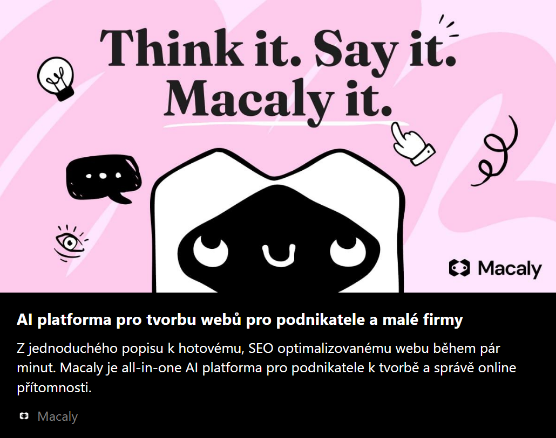 Think it. Say it.
Macaly it.
Macaly
AI platforma pro tvorbu webů pro podnikatele a malé firmy
Z jednoduchého popisu k hotovému, SEO optimalizovanému webu během pár
minut. Macaly je all-in-one AI platforma pro podnikatele k tvorbě a správě online
přítomnosti.
Macaly